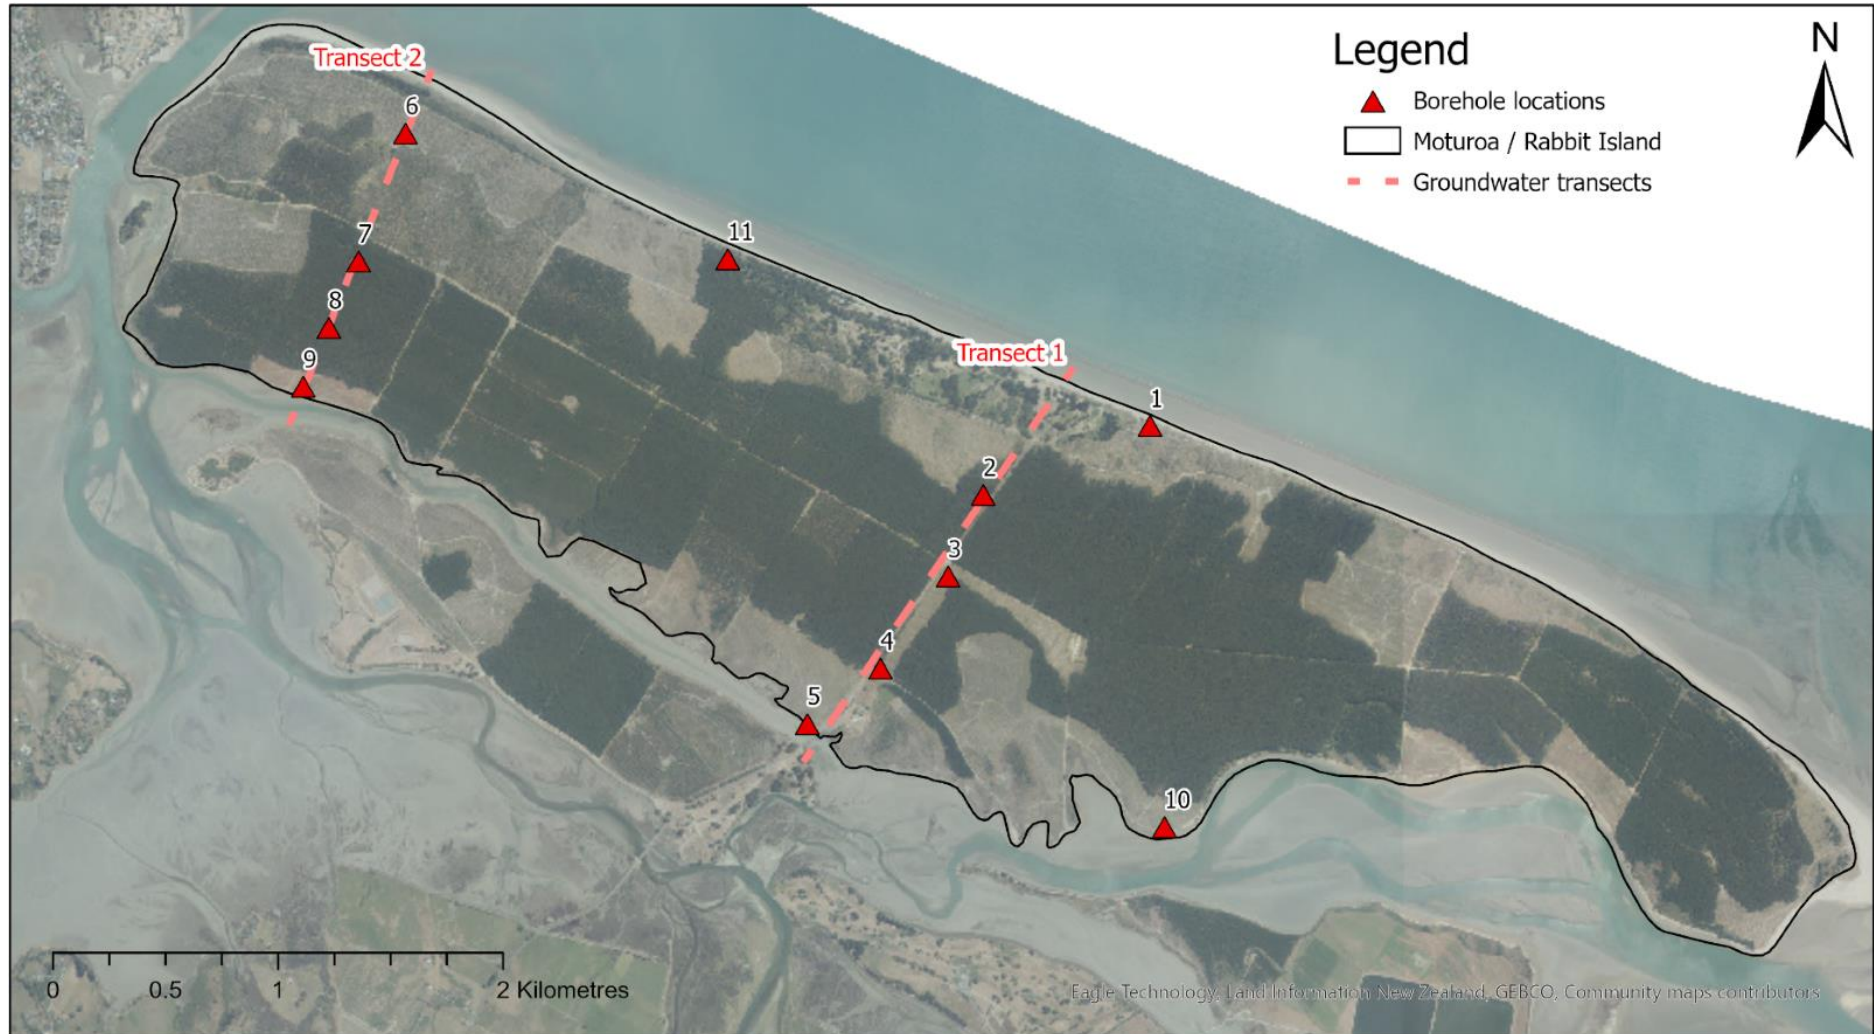 Legend
N
Borehole locations
Moturoa / Rabbit Island
Groundwater transects
Transect 2
6
7
8
9
11
Transect 1
1
2
3
4
5
10
0 0.5 1 2 Kilometres
Eagle Technology, Land Information New Zealand, GEBCO, Community maps contributors